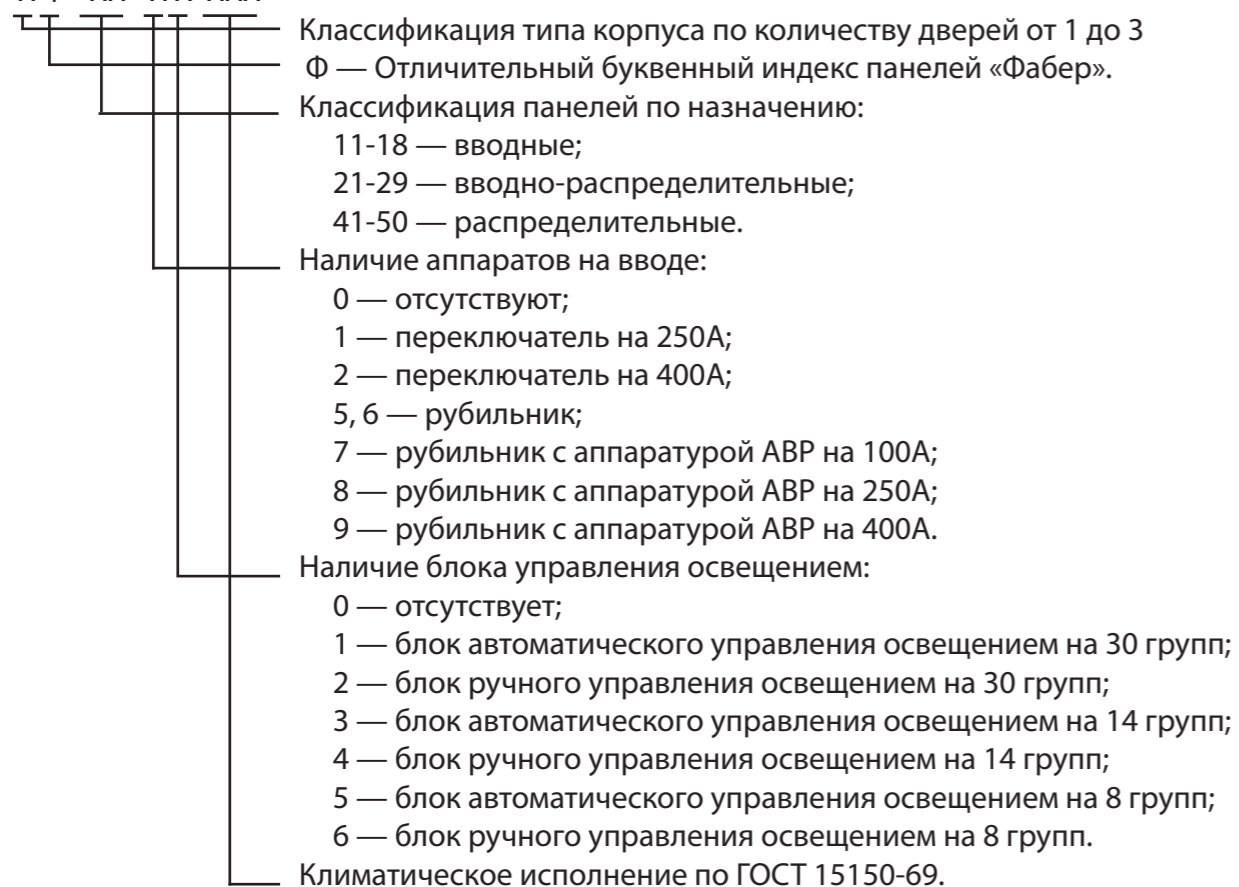 Классификация типа корпуса по количеству дверей от 1 до 3
Ф — Отличительный буквенный индекс панелей «Фабер».
Классификация панелей по назначению:
11-18 — вводные;
21-29 — вводно-распределительные;
41-50 — распределительные.
Наличие аппаратов на вводе:
0 — отсутствуют;
1 — переключатель на 250А;
2 — переключатель на 400А;
5, 6 — рубильник;
7 — рубильник с аппаратурой АВР на 100А;
8 — рубильник с аппаратурой АВР на 250А;
9 — рубильник с аппаратурой АВР на 400А.
Наличие блока управления освещением:
0 — отсутствует;
1 — блок автоматического управления освещением на 30 групп;
2 — блок ручного управления освещением на 30 групп;
3 — блок автоматического управления освещением на 14 групп;
4 — блок ручного управления освещением на 14 групп;
5 — блок автоматического управления освещением на 8 групп;
6 — блок ручного управления освещением на 8 групп.
Климатическое исполнение по ГОСТ 15150-69.